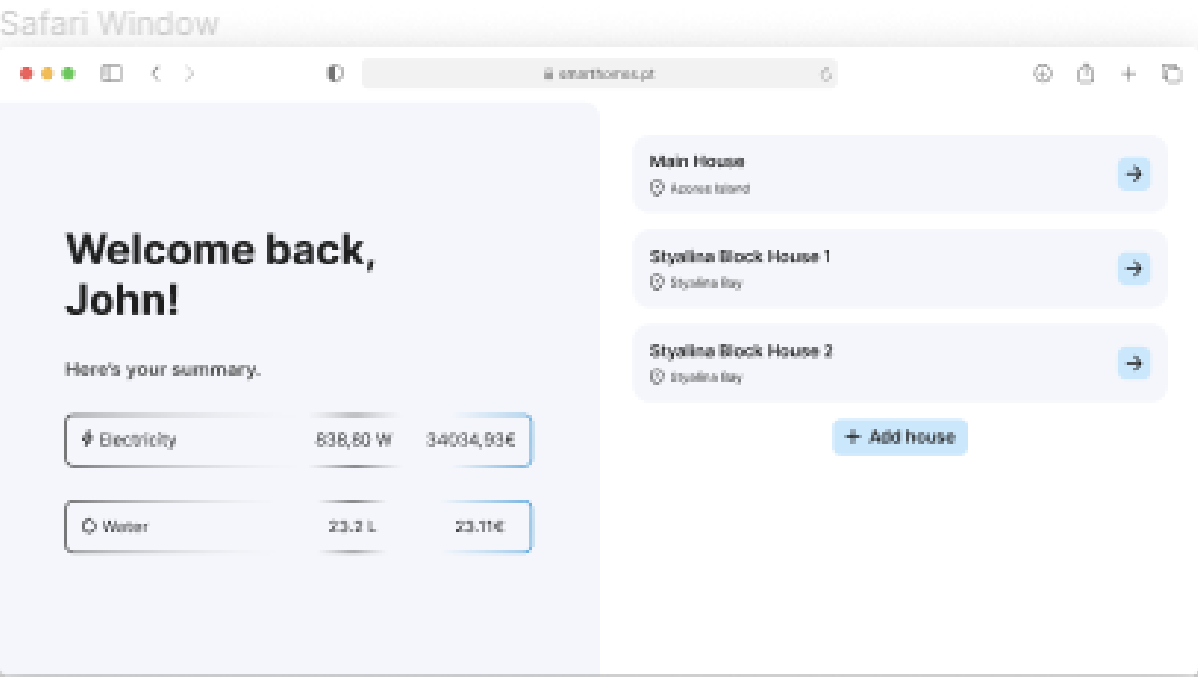 Safari Window
smarthomes.pt
Welcome back,
John!
Here's your summary.
Electricity 838,80 W 34034,93€
Water 23.2 L 23.11€
Main House
Azores Island
Styalina Block House 1
Styalina Bay
Styalina Block House 2
Styalina Bay
+ Add house